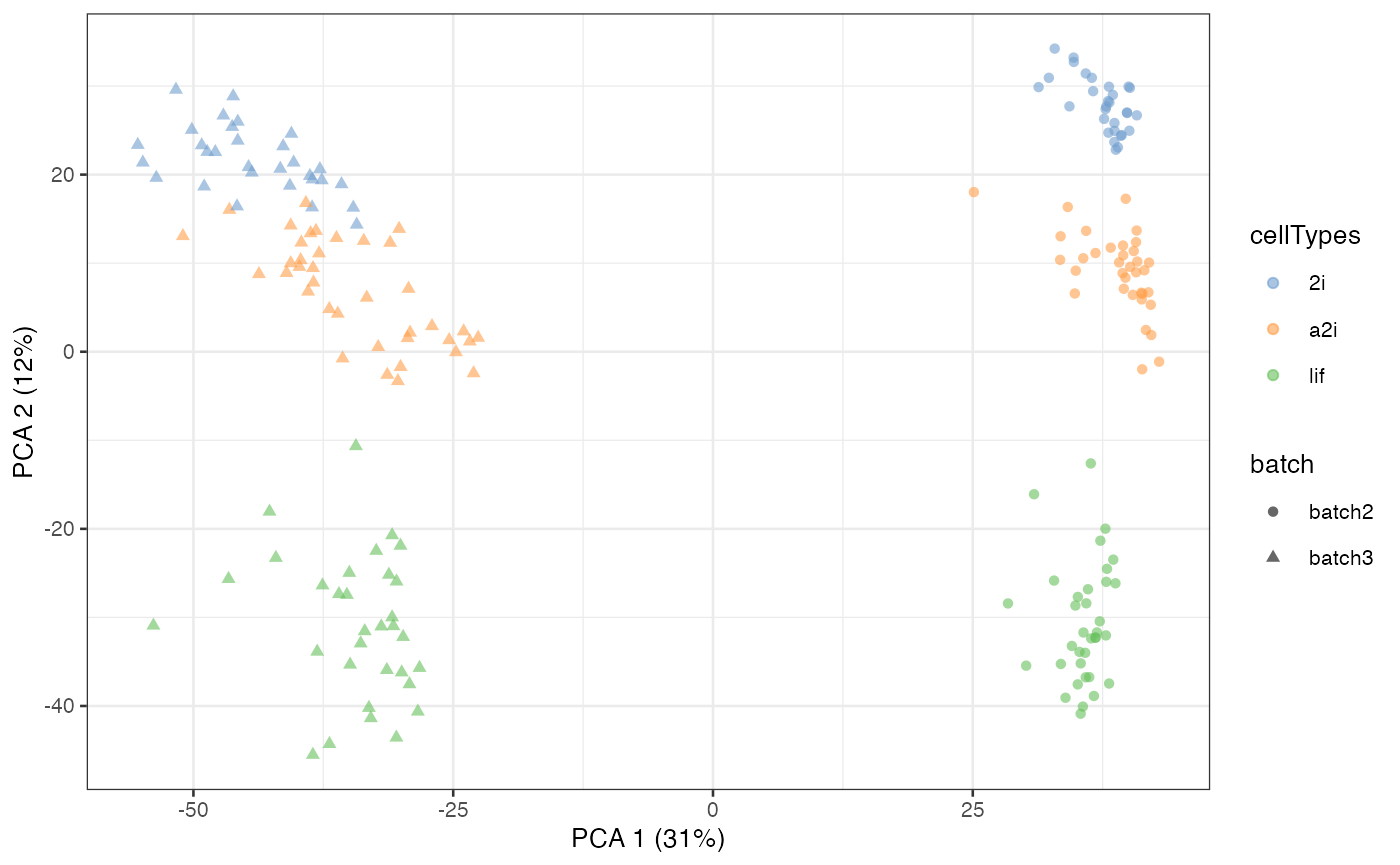 20
0
-20
-40
PCA 2 (12%)
-50
-25
0
25
PCA 1 (31%)
cellTypes
2i
a2i
lif
batch
batch2
batch3